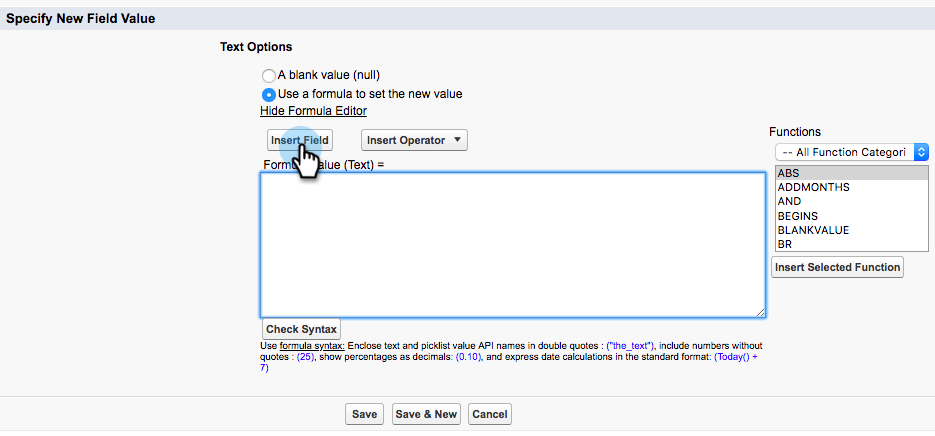 Specify New Field Value
Text Options
A blank value (null)
Use a formula to set the new value
Hide Formula Editor
Insert Field
Insert Operator
Functions
-- All Function Categori
alue (Text) =
ABS
ADDMONTHS
AND
BEGINS
BLANKVALUE
BR
Insert Selected Function
Check Syntax
Use formula syntax: Enclose text and picklist value API names in double quotes : ("the_text"), include numbers without
quotes : (25), show percentages as decimals: (0.10), and express date calculations in the standard format: (Today() +
7)
Save
Save & New
Cancel